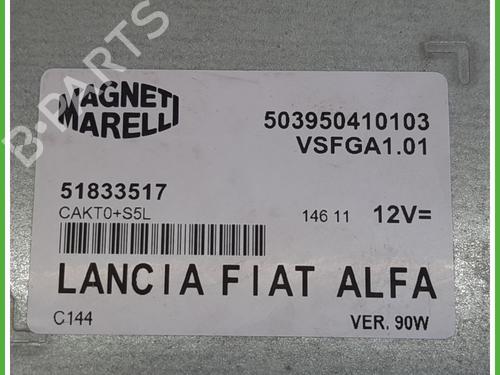 MAGNETI
MARELLI
503950410103
VSFGA1.01
51833517
CAKT0+S5L
146 11 12V=
LANCIA FIAT ALFA
C144
VER. 90W
B-PARTS